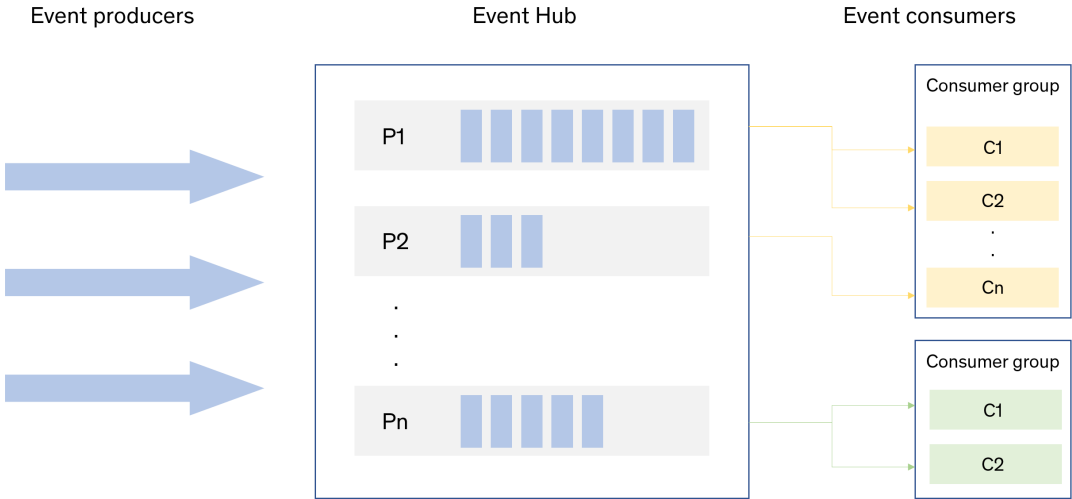 Event producers
Event Hub
Event consumers
P1
P2
.
.
.
Pn
Consumer group
C1
C2
.
.
Cn
Consumer group
C1
C2